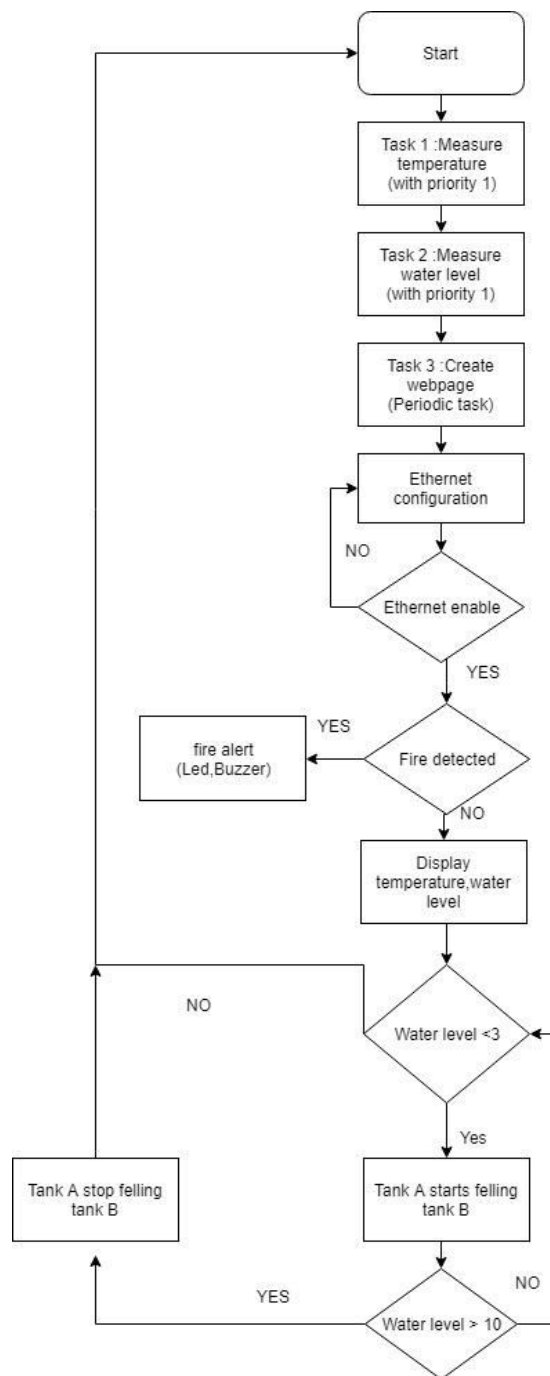 Start
Task 1 :Measure
temperature
(with priority 1)
Task 2 :Measure
water level
(with priority 1)
Task 3 :Create
webpage
(Periodic task)
Ethernet
configuration
NO
Ethernet enable
YES
YES
fire alert
(Led,Buzzer)
Fire detected
NO
Display
temperature,water
level
NO
Water level <3
Yes
Tank A stop felling
tank B
Tank A starts felling
tank B
YES
NO
Water level > 10